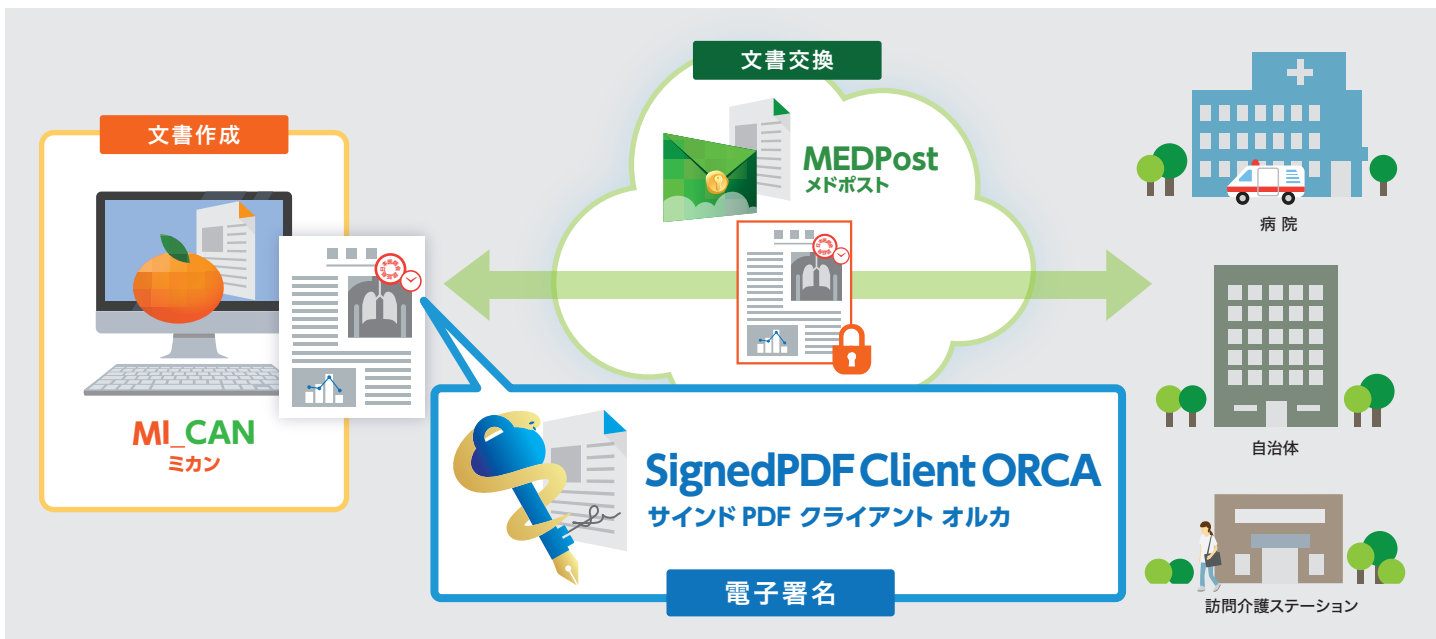 文書作成
MI_CAN
ミカン
文書交換
MEDPost
メドポスト
SignedPDF Client ORCA
サインド PDF クライアント オルカ
電子署名
病院
自治体
訪問介護ステーション